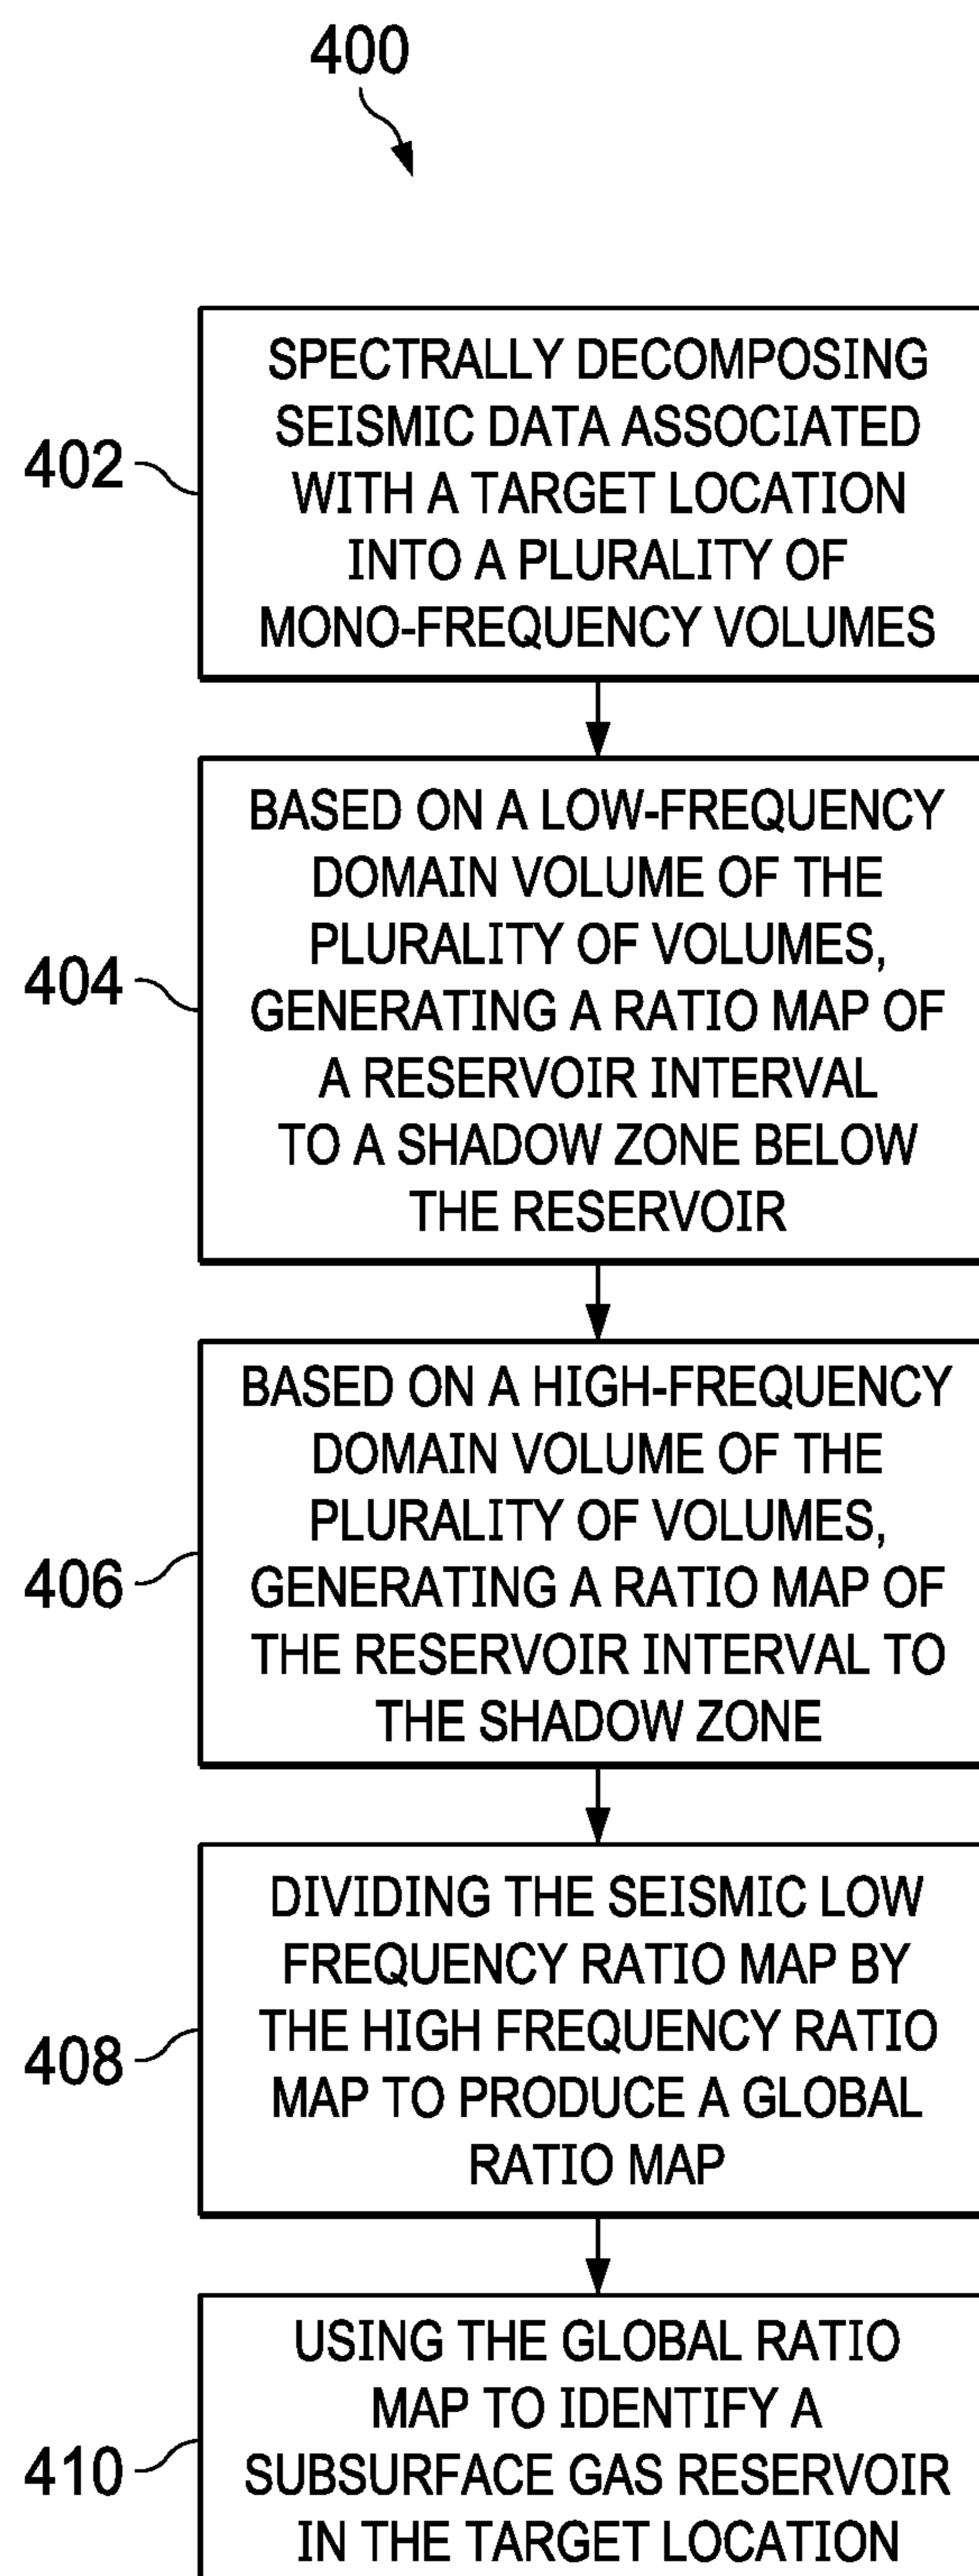 400
402
SPECTRALLY DECOMPOSING
SEISMIC DATA ASSOCIATED
WITH A TARGET LOCATION
INTO A PLURALITY OF
MONO-FREQUENCY VOLUMES
404
BASED ON A LOW-FREQUENCY
DOMAIN VOLUME OF THE
PLURALITY OF VOLUMES,
GENERATING A RATIO MAP OF
A RESERVOIR INTERVAL
TO A SHADOW ZONE BELOW
THE RESERVOIR
406
BASED ON A HIGH-FREQUENCY
DOMAIN VOLUME OF THE
PLURALITY OF VOLUMES,
GENERATING A RATIO MAP OF
THE RESERVOIR INTERVAL TO
THE SHADOW ZONE
408
DIVIDING THE SEISMIC LOW
FREQUENCY RATIO MAP BY
THE HIGH FREQUENCY RATIO
MAP TO PRODUCE A GLOBAL
RATIO MAP
410
USING THE GLOBAL RATIO
MAP TO IDENTIFY A
SUBSURFACE GAS RESERVOIR
IN THE TARGET LOCATION